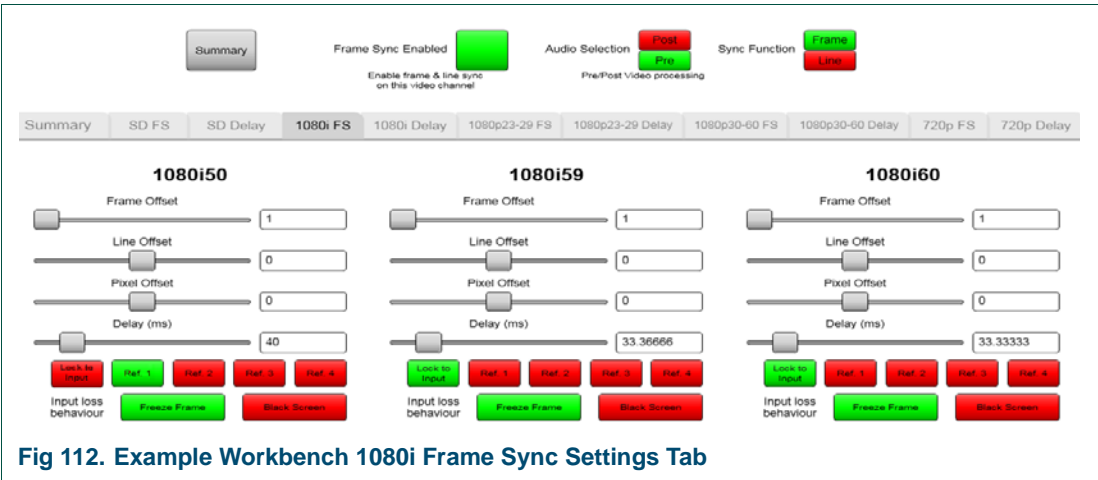 Summary
Frame Sync Enabled
Enable frame & line sync
on this video channel
Audio Selection
Post
Pre
Pre/Post Video processing
Sync Function
Frame
Line
Summary SD FS SD Delay 1080i FS 1080i Delay 1080p23-29 FS 1080p23-29 Delay 1080p30-60 FS 1080p30-60 Delay 720p FS 720p Delay
1080i50 1080i59 1080i60
Frame Offset Frame Offset Frame Offset
1 1 1
Line Offset Line Offset Line Offset
0 0 0
Pixel Offset Pixel Offset Pixel Offset
0 0 0
Delay (ms) Delay (ms) Delay (ms)
40 33.36666 33.33333
Lock to Input Ref. 1 Ref. 2 Ref. 3 Ref. 4 Lock to Input Ref. 1 Ref. 2 Ref. 3 Ref. 4 Lock to Input Ref. 1 Ref. 2 Ref. 3 Ref. 4
Input loss behaviour Freeze Frame Black Screen Input loss behaviour Freeze Frame Black Screen Input loss behaviour Freeze Frame Black Screen
Fig 112. Example Workbench 1080i Frame Sync Settings Tab